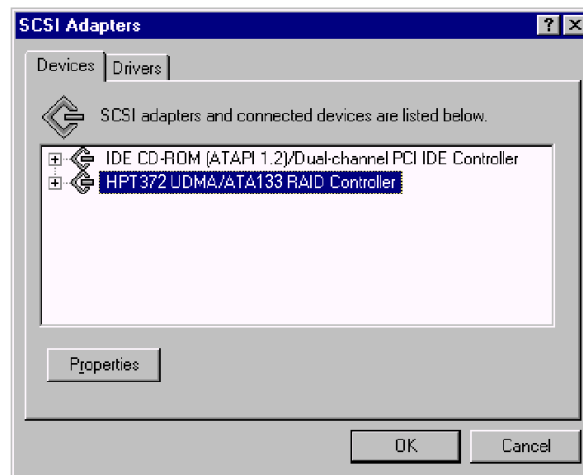 SCSI Adapters
Devices
Drivers
SCSI adapters and connected devices are listed below.
IDE CD-ROM (ATAPI 1.2)/Dual-channel PCI IDE Controller
HPT372 UDMA/ATA133 RAID Controller
Properties
OK
Cancel